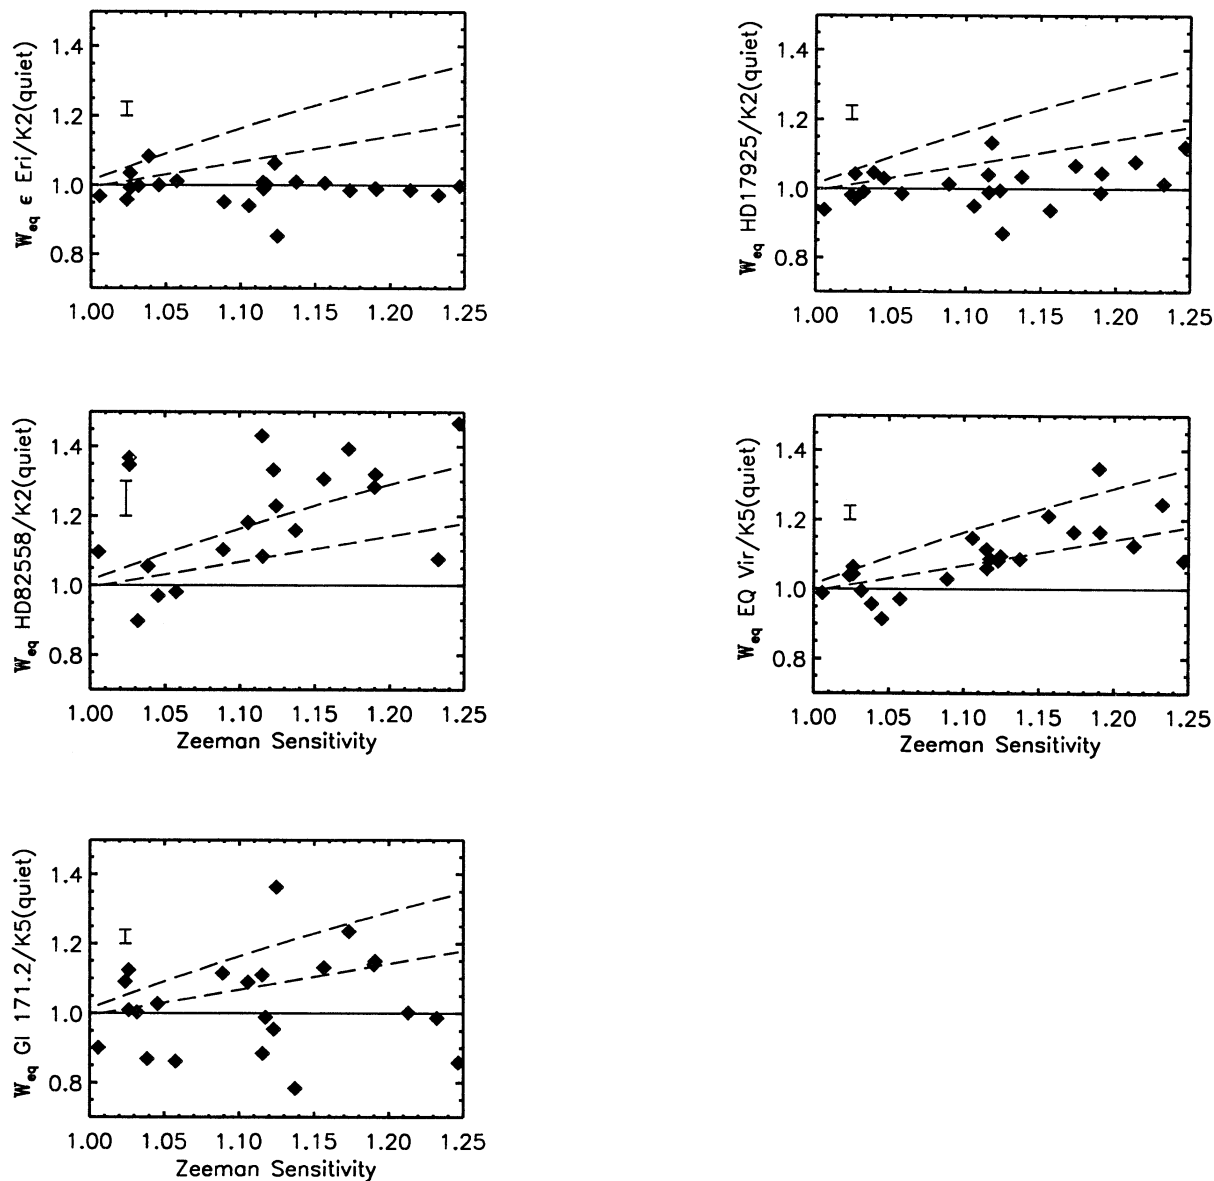 W_eq ϵ Eri/K2(quiet)
1.4
1.2
1.0
0.8
1.00 1.05 1.10 1.15 1.20 1.25
W_eq HD17925/K2(quiet)
1.4
1.2
1.0
0.8
1.00 1.05 1.10 1.15 1.20 1.25
W_eq HD82558/K2(quiet)
1.4
1.2
1.0
0.8
1.00 1.05 1.10 1.15 1.20 1.25
Zeeman Sensitivity
W_eq EQ Vir/K5(quiet)
1.4
1.2
1.0
0.8
1.00 1.05 1.10 1.15 1.20 1.25
Zeeman Sensitivity
W_eq Gl 171.2/K5(quiet)
1.4
1.2
1.0
0.8
1.00 1.05 1.10 1.15 1.20 1.25
Zeeman Sensitivity